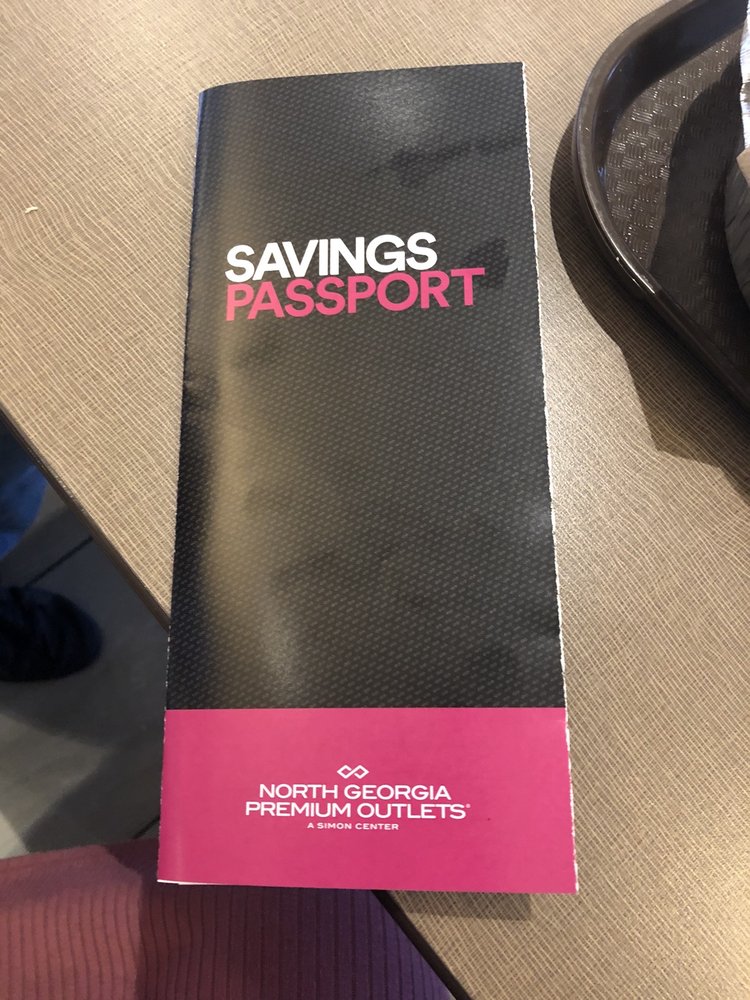 SAVINGS
PASSPORT
NORTH GEORGIA
PREMIUM OUTLETS®
A SIMON CENTER